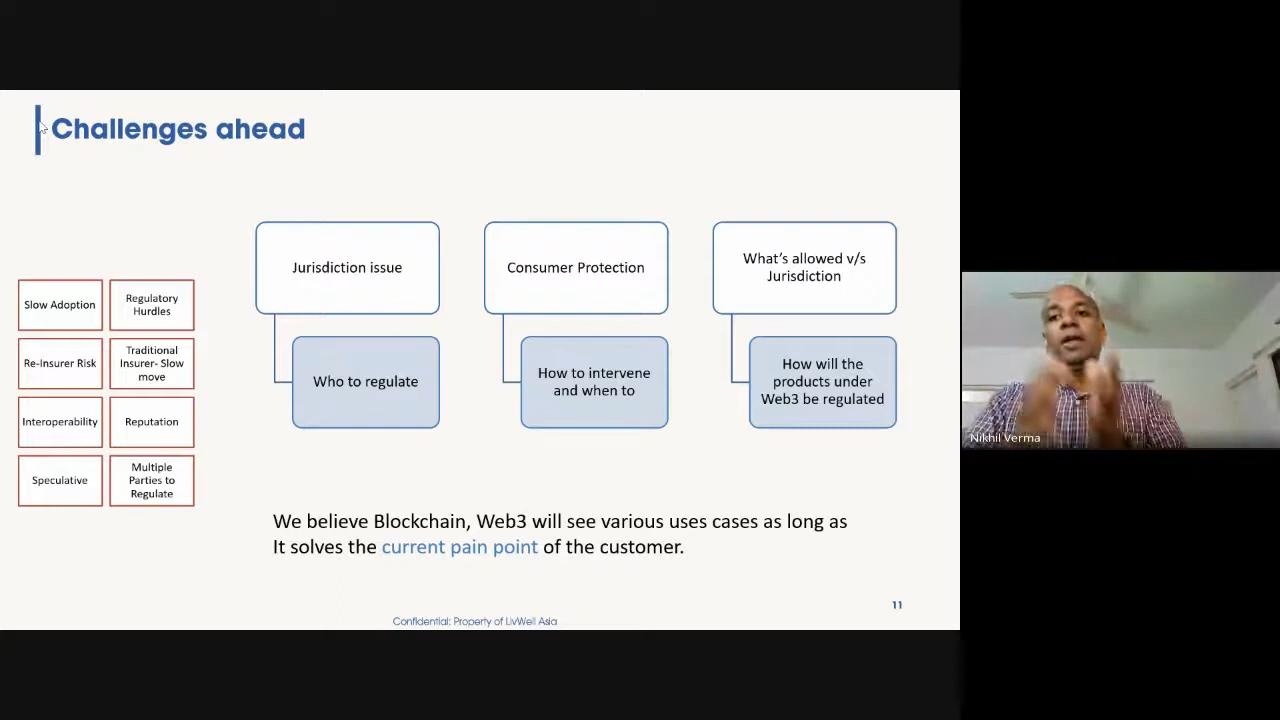 Challenges ahead
Jurisdiction issue
Who to regulate
Consumer Protection
How to intervene
and when to
What's allowed v/s
Jurisdiction
How will the
products under
Web3 be regulated
Slow Adoption
Regulatory
Hurdles
Re-Insurer Risk
Traditional
Insurer- Slow
move
Interoperability
Reputation
Speculative
Multiple
Parties to
Regulate
We believe Blockchain, Web3 will see various uses cases as long as
It solves the current pain point of the customer.
11
Confidential: Property of LivWell Asia
Nikhil Verma